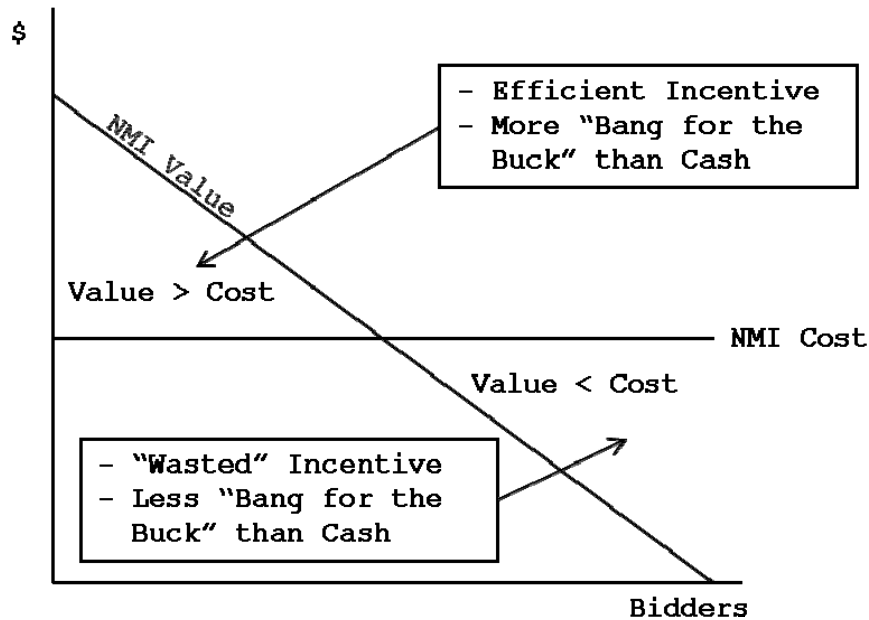 $
– Efficient Incentive
– More “Bang for the
Buck” than Cash
NMI Value
Value > Cost
NMI Cost
Value < Cost
– “Wasted” Incentive
– Less “Bang for the
Buck” than Cash
Bidders